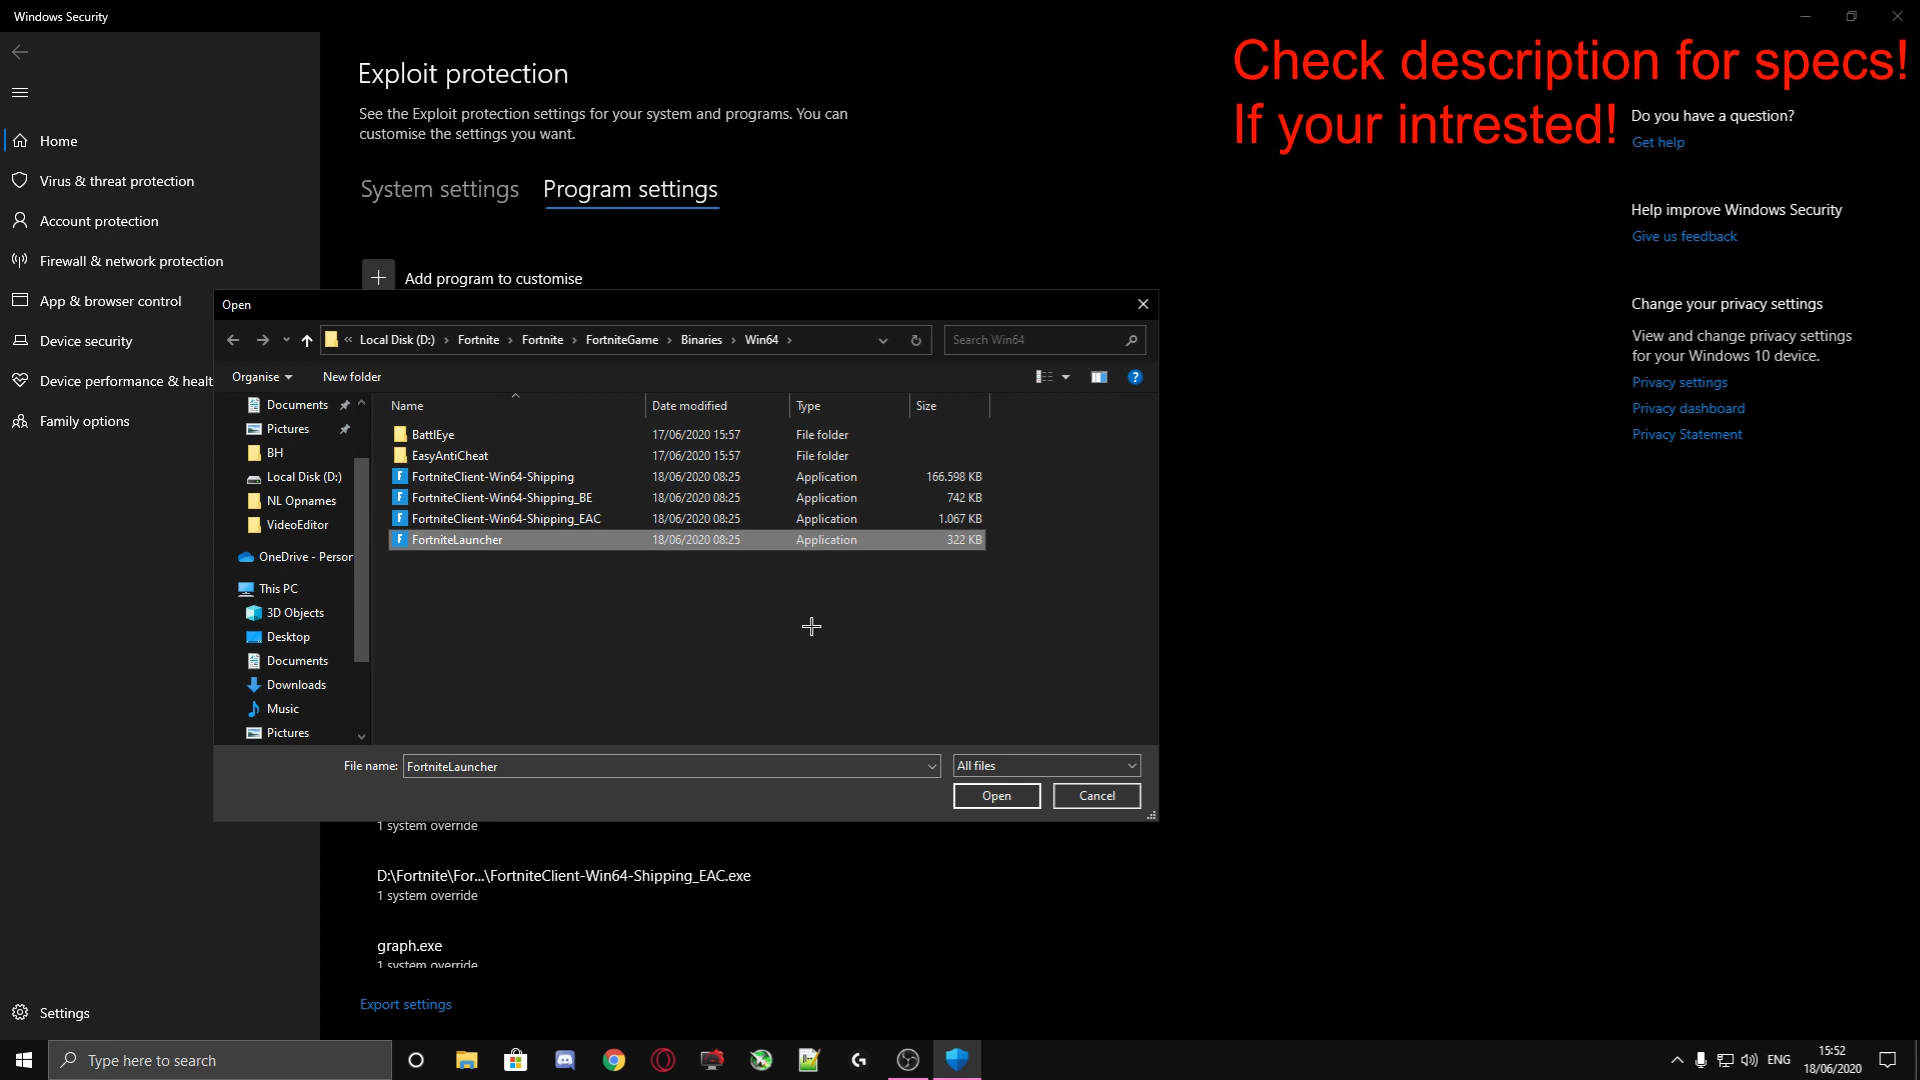 Windows Security
Check description for specs!
If your intrested!
Home
Virus & threat protection
Account protection
Firewall & network protection
App & browser control
Device security
Device performance & healt
Family options
Settings
Exploit protection
See the Exploit protection settings for your system and programs. You can
customise the settings you want.
System settings Program settings
Add program to customise
Open
« Local Disk (D:) › Fortnite › Fortnite › FortniteGame › Binaries › Win64 ›
Search Win64
Organise New folder
Documents
Pictures
BH
Local Disk (D:)
NL Opnames
VideoEditor
OneDrive - Person
This PC
3D Objects
Desktop
Documents
Downloads
Music
Pictures
Name Date modified Type Size
BattlEye 17/06/2020 15:57 File folder
EasyAntiCheat 17/06/2020 15:57 File folder
FortniteClient-Win64-Shipping 18/06/2020 08:25 Application 166.598 KB
FortniteClient-Win64-Shipping_BE 18/06/2020 08:25 Application 742 KB
FortniteClient-Win64-Shipping_EAC 18/06/2020 08:25 Application 1.067 KB
FortniteLauncher 18/06/2020 08:25 Application 322 KB
File name: FortniteLauncher All files
Open Cancel
1 system override
D:\Fortnite\For...\FortniteClient-Win64-Shipping_EAC.exe
1 system override
graph.exe
1 system override
Export settings
Do you have a question?
Get help
Help improve Windows Security
Give us feedback
Change your privacy settings
View and change privacy settings
for your Windows 10 device.
Privacy settings
Privacy dashboard
Privacy Statement
Type here to search
ENG
15:52
18/06/2020